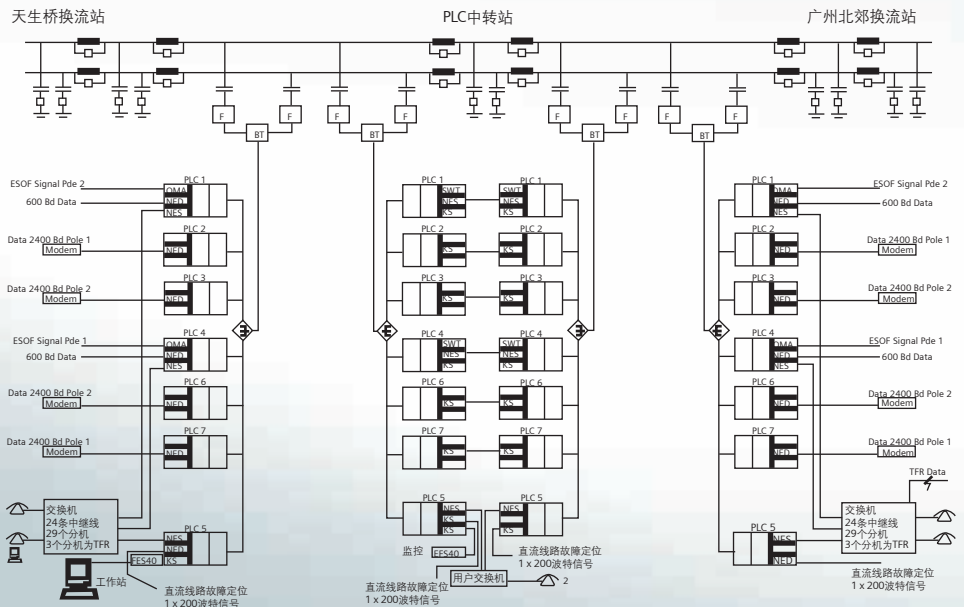 天生桥换流站
PLC中转站
广州北郊换流站
F
F
F
F
F
F
F
F
BT
BT
BT
BT
ESOF Signal Pde 2
600 Bd Data
PLC 1
OMA
NED
NES
Data 2400 Bd Pole 1
Modem
PLC 2
NED
Data 2400 Bd Pole 2
Modem
PLC 3
NED
ESOF Signal Pde 1
600 Bd Data
PLC 4
OMA
NED
NES
Data 2400 Bd Pole 2
Modem
PLC 6
NED
Data 2400 Bd Pole 1
Modem
PLC 7
NED
交换机
24条中继线
29个分机
3个分机为TFR
PLC 5
NES
NED
KS
EFS40
工作站
直流线路故障定位
1 x 200波特信号
PLC 1
SWT
NES
KS
PLC 1
SWT
NES
KS
PLC 2
KS
PLC 2
KS
PLC 3
KS
PLC 3
KS
PLC 4
SWT
NES
KS
PLC 4
SWT
NES
KS
PLC 6
KS
PLC 6
KS
PLC 7
KS
PLC 7
KS
PLC 5
NES
KS
KS
PLC 5
NES
KS
监控
EFS40
直流线路故障定位
1 x 200波特信号
用户交换机
2
直流线路故障定位
1 x 200波特信号
PLC 1
OMA
NED
NES
ESOF Signal Pde 2
600 Bd Data
PLC 2
NED
Data 2400 Bd Pole 1
Modem
PLC 3
NED
Data 2400 Bd Pole 2
Modem
PLC 4
OMA
NED
NES
ESOF Signal Pde 1
600 Bd Data
PLC 6
NED
Data 2400 Bd Pole 2
Modem
PLC 7
NED
Data 2400 Bd Pole 1
Modem
TFR Data
交换机
24条中继线
29个分机
3个分机为TFR
PLC 5
NES
NED
直流线路故障定位
1 x 200波特信号